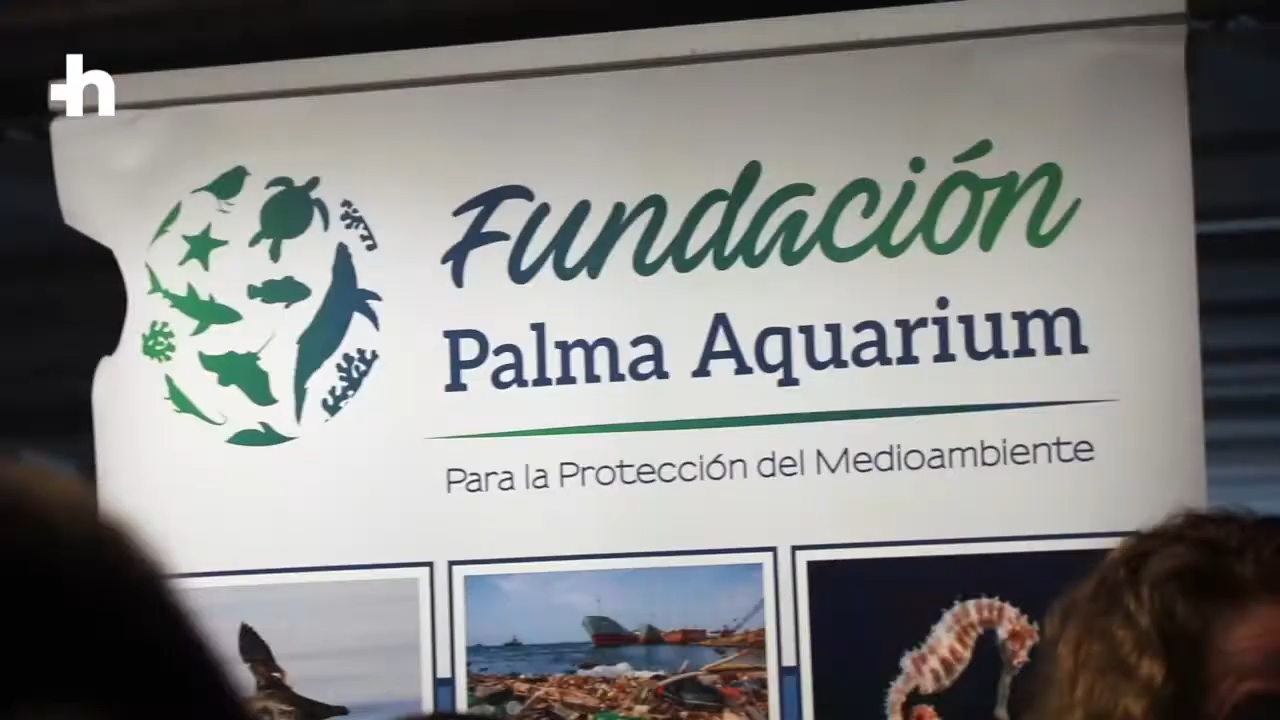 h
Fundación
Palma Aquarium
Para la Protección del Medioambiente